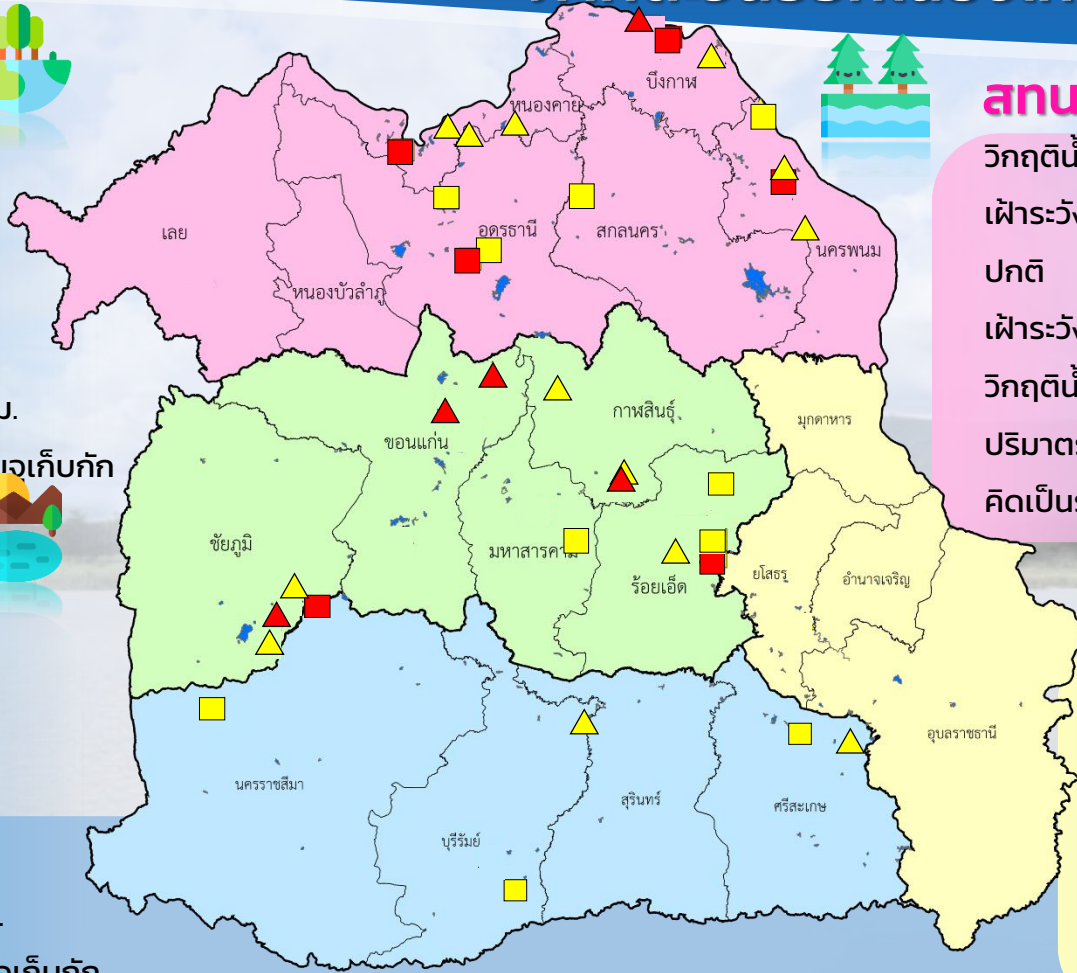 สทน
บึงกาฬ
วิกฤติน้
หนองคาย
เฝ้าระวัง
เลย
อุดรธานี
สกลนคร
นครพนม
ปกติ
หนองบัวลำภู
เฝ้าระวัง
วิกฤติน้
ม.
กาฬสินธุ์
มุกดาหาร
ขอนแก่น
ปริมาตร
เก็บกัก
คิดเป็นร
ชัยภูมิ
มหาสารคาม
ร้อยเอ็ด
ยโสธร
อำนาจเจริญ
อุบลราชธานี
นครราชสีมา
สุรินทร์
ศรีสะเกษ
บุรีรัมย์